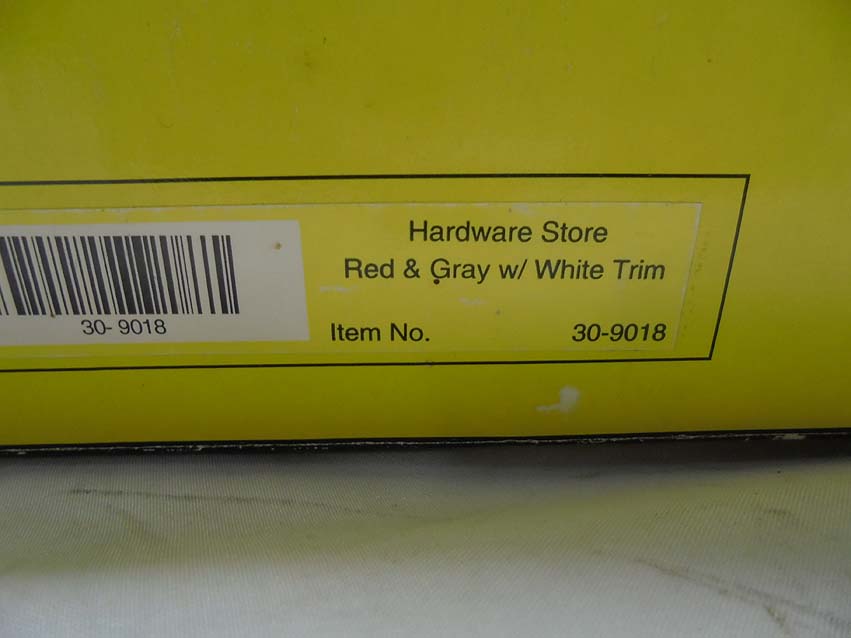 Hardware Store
Red & Gray w/ White Trim
30- 9018
Item No. 30-9018